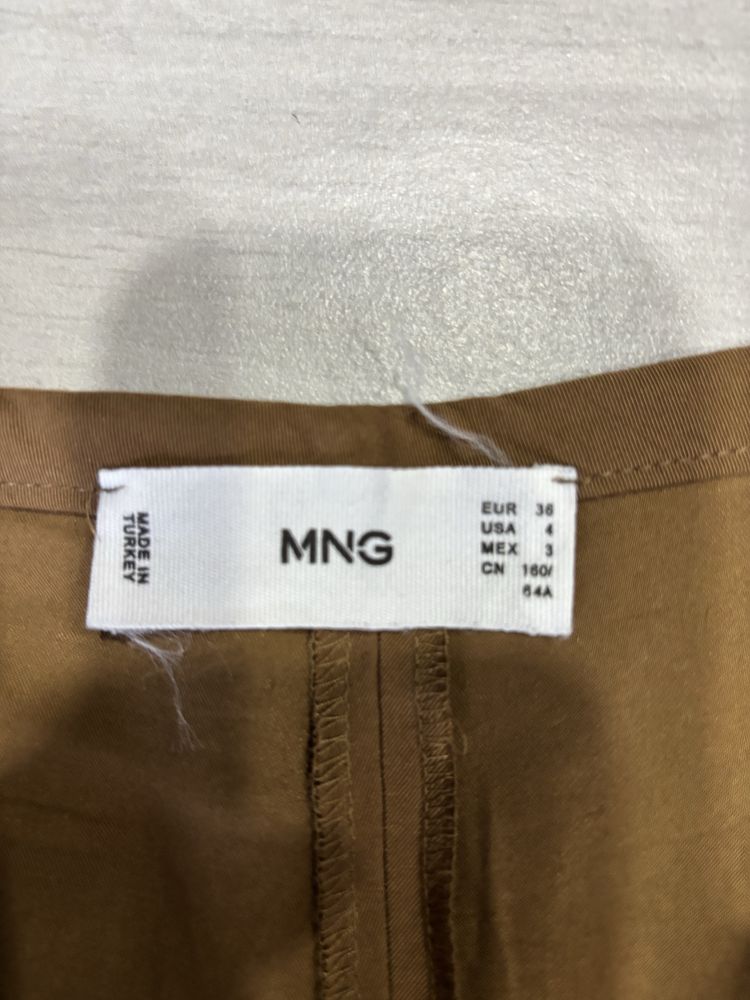 MADE IN
TURKEY
MNG
EUR 36
USA 4
MEX 3
CN 160/
64A